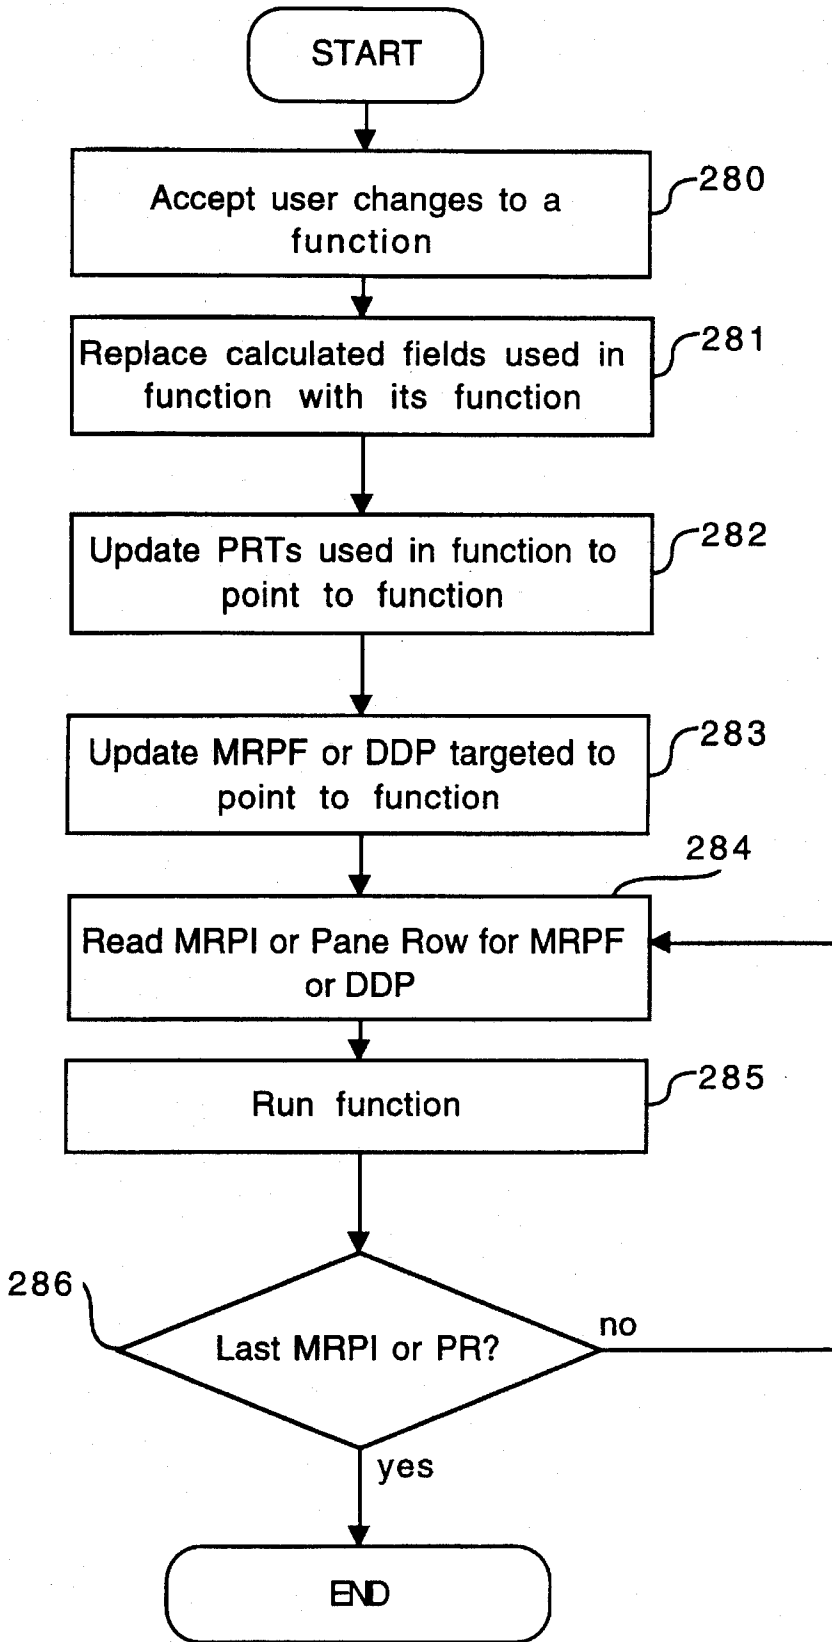 START
Accept user changes to a
function
280
Replace calculated fields used in
function with its function
281
Update PRTs used in function to
point to function
282
Update MRPF or DDP targeted to
point to function
283
284
Read MRPI or Pane Row for MRPF
or DDP
Run function
285
286
Last MRPI or PR?
no
yes
END